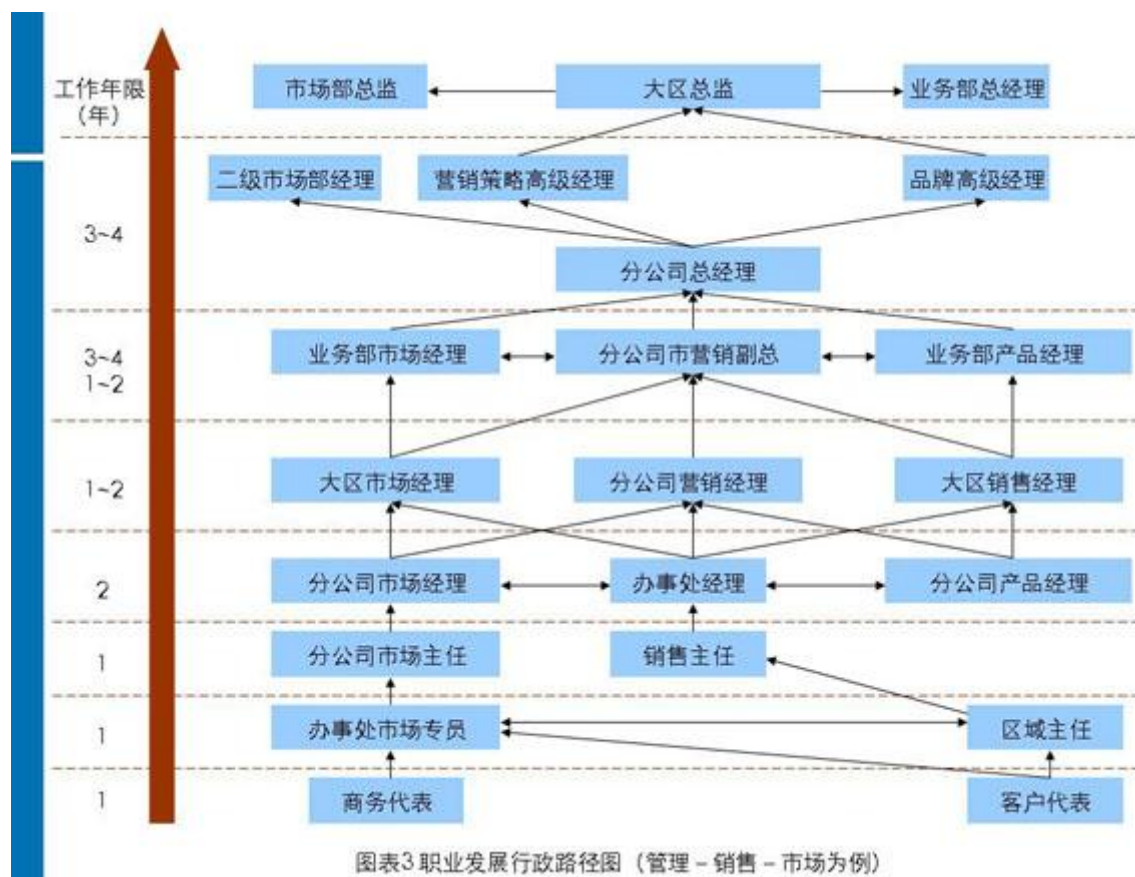 工作年限
（年）
市场部总监
大区总监
业务部总经理
二级市场部经理
营销策略高级经理
品牌高级经理
3~4
分公司总经理
3~4
1~2
业务部市场经理
分公司市营销副总
业务部产品经理
1~2
大区市场经理
分公司营销经理
大区销售经理
2
分公司市场经理
办事处经理
分公司产品经理
1
分公司市场主任
销售主任
1
办事处市场专员
区域主任
1
商务代表
客户代表
图表3 职业发展行政路径图（管理－销售－市场为例）